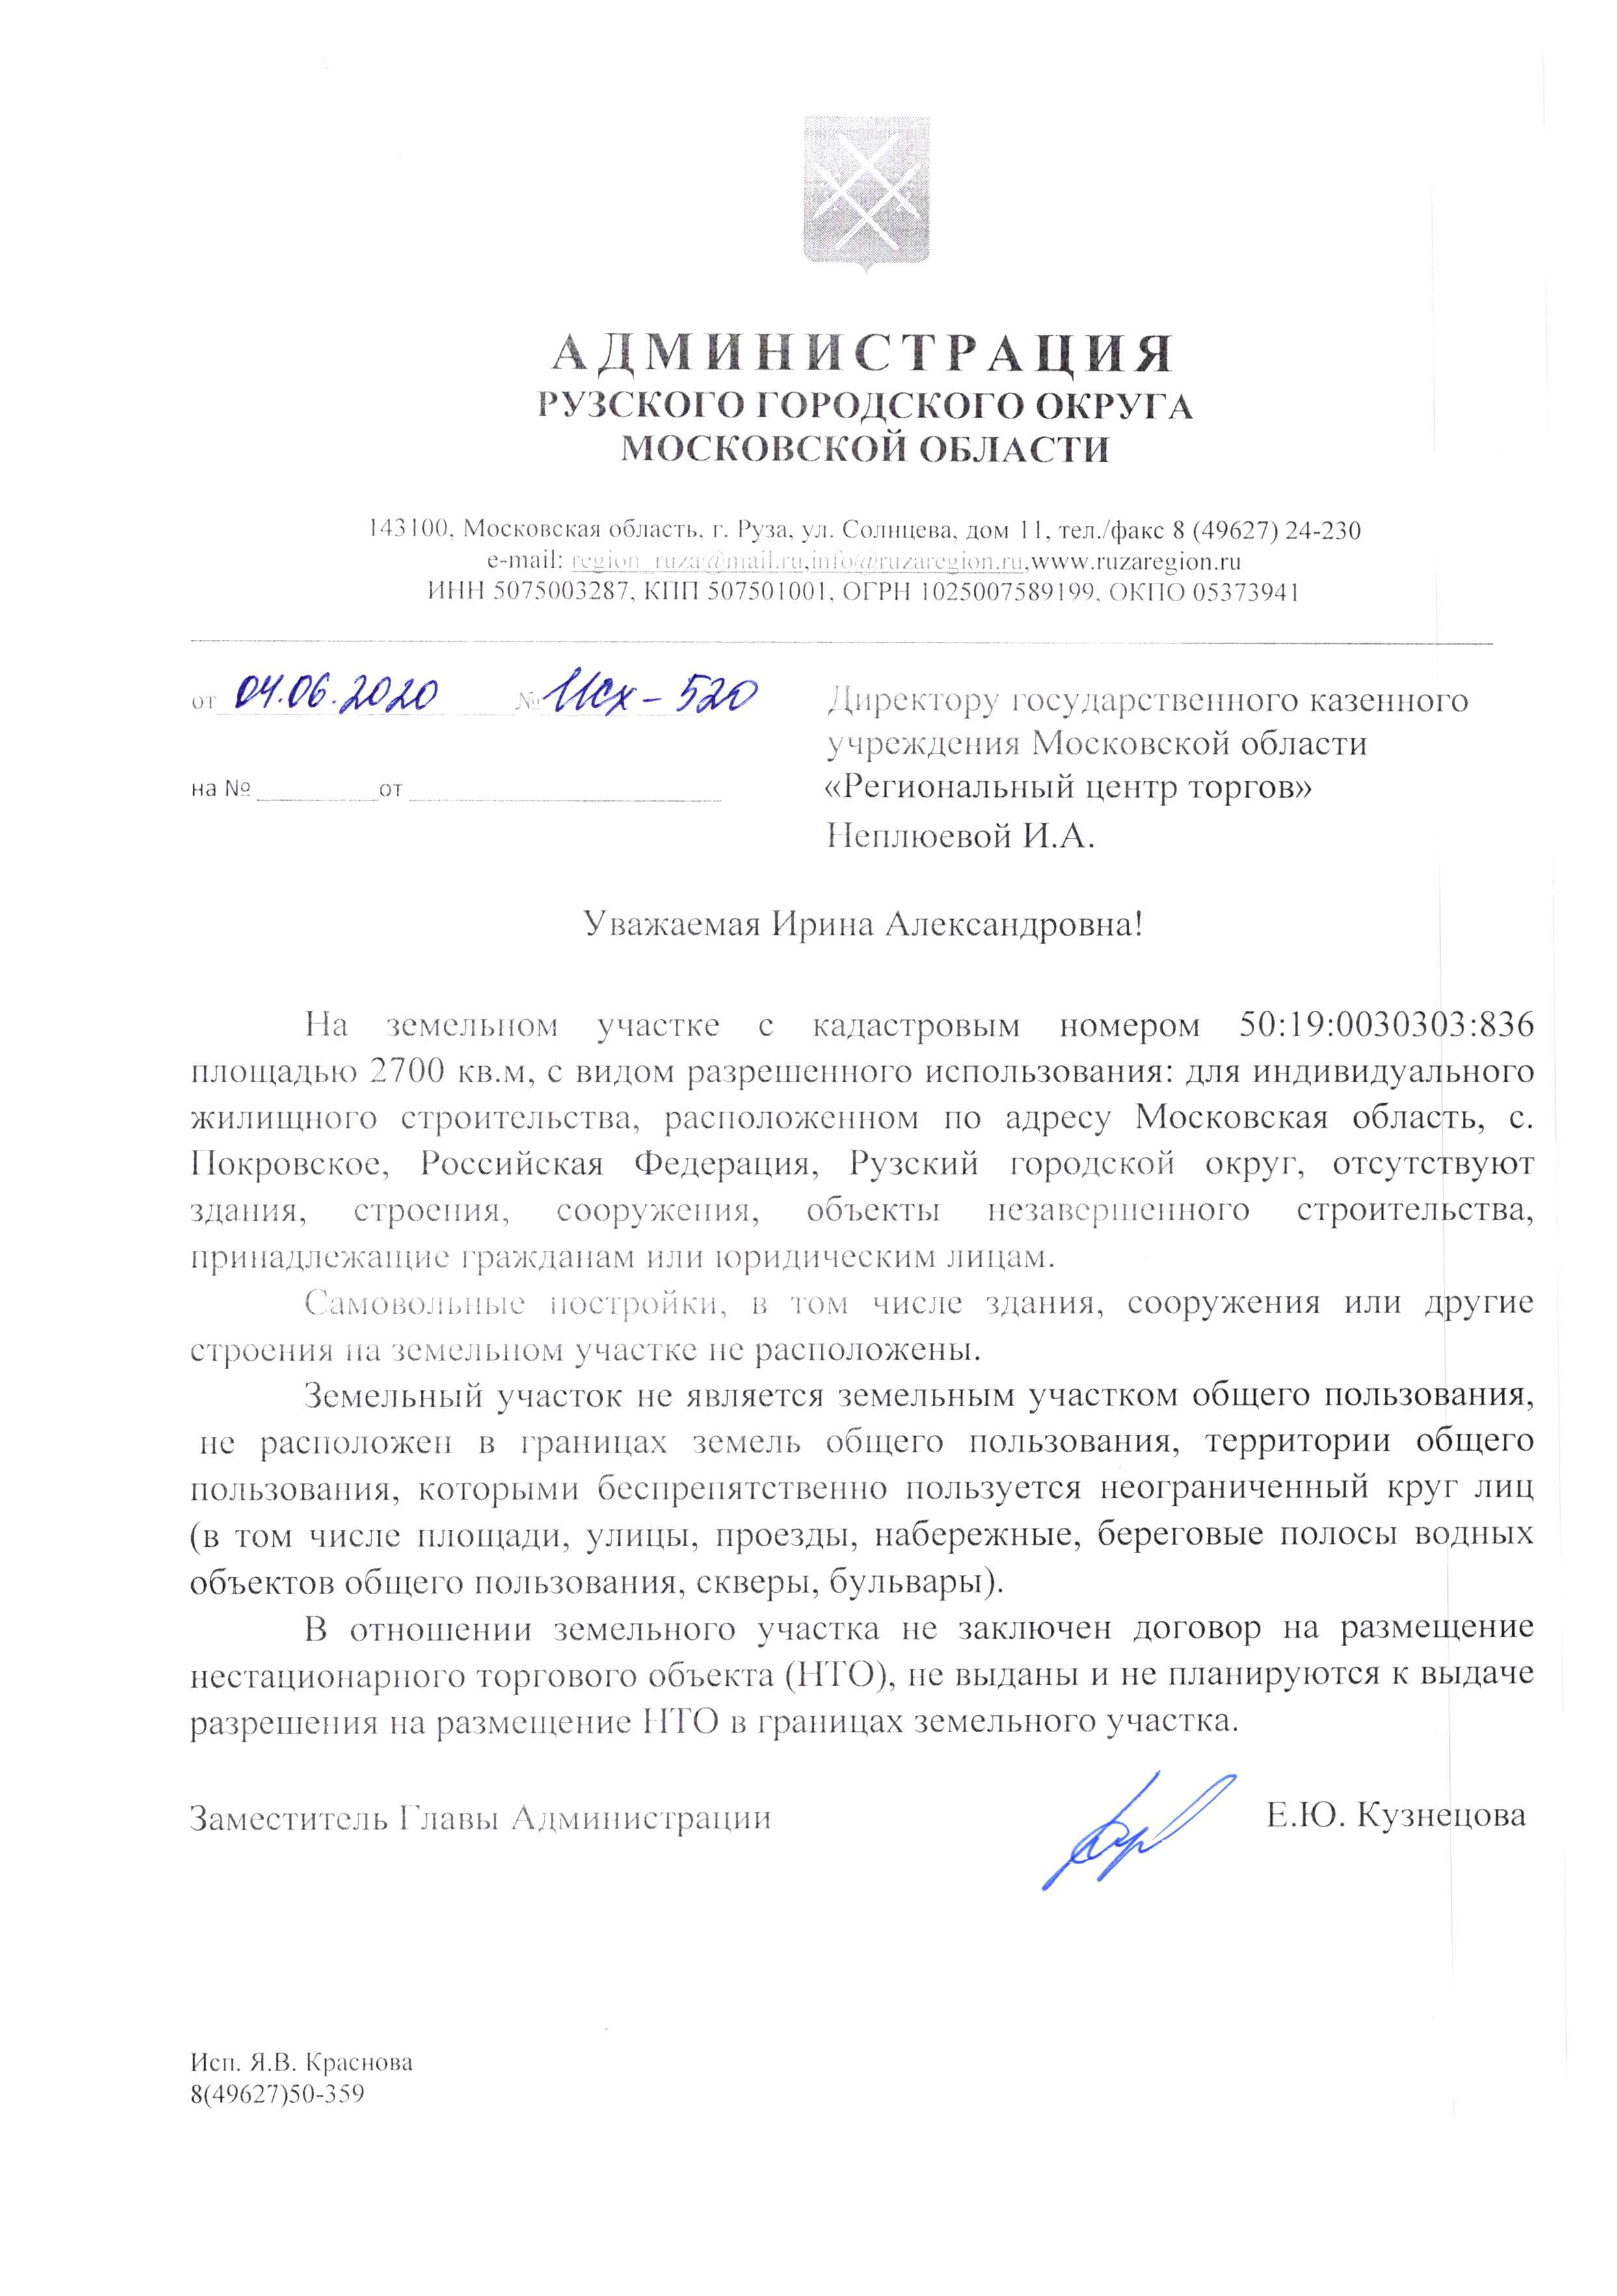 АДМИНИСТРАЦИЯ
РУЗСКОГО ГОРОДСКОГО ОКРУГА
МОСКОВСКОЙ ОБЛАСТИ
143100, Московская область, г. Руза, ул. Солнцева, дом 11, тел./факс 8 (49627) 24-230
e-mail: region_ruza@mail.ru,info@ruzaregion.ru,www.ruzaregion.ru
ИНН 5075003287, КПП 507501001, ОГРН 1025007589199, ОКПО 05373941
от 04.06.2020 № Исх-520
на № от
Директору государственного казенного
учреждения Московской области
«Региональный центр торгов»
Неплюевой И.А.
Уважаемая Ирина Александровна!
На земельном участке с кадастровым номером 50:19:0030303:836
площадью 2700 кв.м, с видом разрешенного использования: для индивидуального
жилищного строительства, расположенном по адресу Московская область, с.
Покровское, Российская Федерация, Рузский городской округ, отсутствуют
здания, строения, сооружения, объекты незавершенного строительства,
принадлежащие гражданам или юридическим лицам.
Самовольные постройки, в том числе здания, сооружения или другие
строения на земельном участке не расположены.
Земельный участок не является земельным участком общего пользования,
не расположен в границах земель общего пользования, территории общего
пользования, которыми беспрепятственно пользуется неограниченный круг лиц
(в том числе площади, улицы, проезды, набережные, береговые полосы водных
объектов общего пользования, скверы, бульвары).
В отношении земельного участка не заключен договор на размещение
нестационарного торгового объекта (НТО), не выданы и не планируются к выдаче
разрешения на размещение НТО в границах земельного участка.
Заместитель Главы Администрации Е.Ю. Кузнецова
Исп. Я.В. Краснова
8(49627)50-359